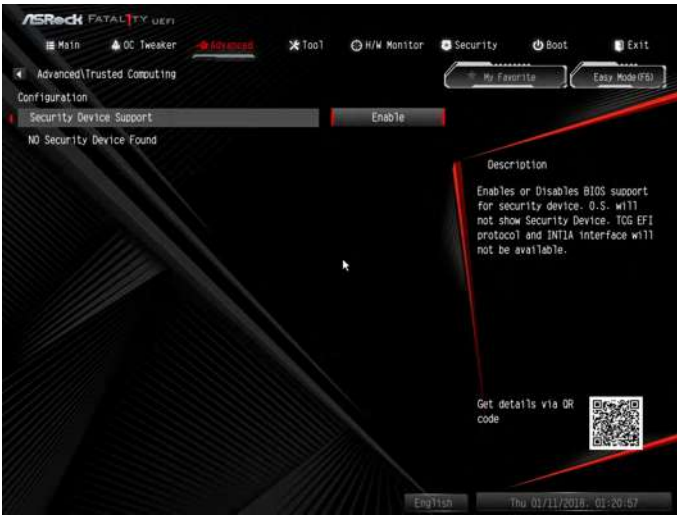 ASRock FATAL1TY UEFI
Main OC Tweaker Advanced Tool H/W Monitor Security Boot Exit
Advanced\Trusted Computing
My Favorite Easy Mode(F6)
Configuration
Security Device Support Enable
NO Security Device Found
Description
Enables or Disables BIOS support
for security device. O.S. will
not show Security Device. TCG EFI
protocol and INT1A interface will
not be available.
Get details via QR
code
English Thu 01/11/2018. 01:20:57